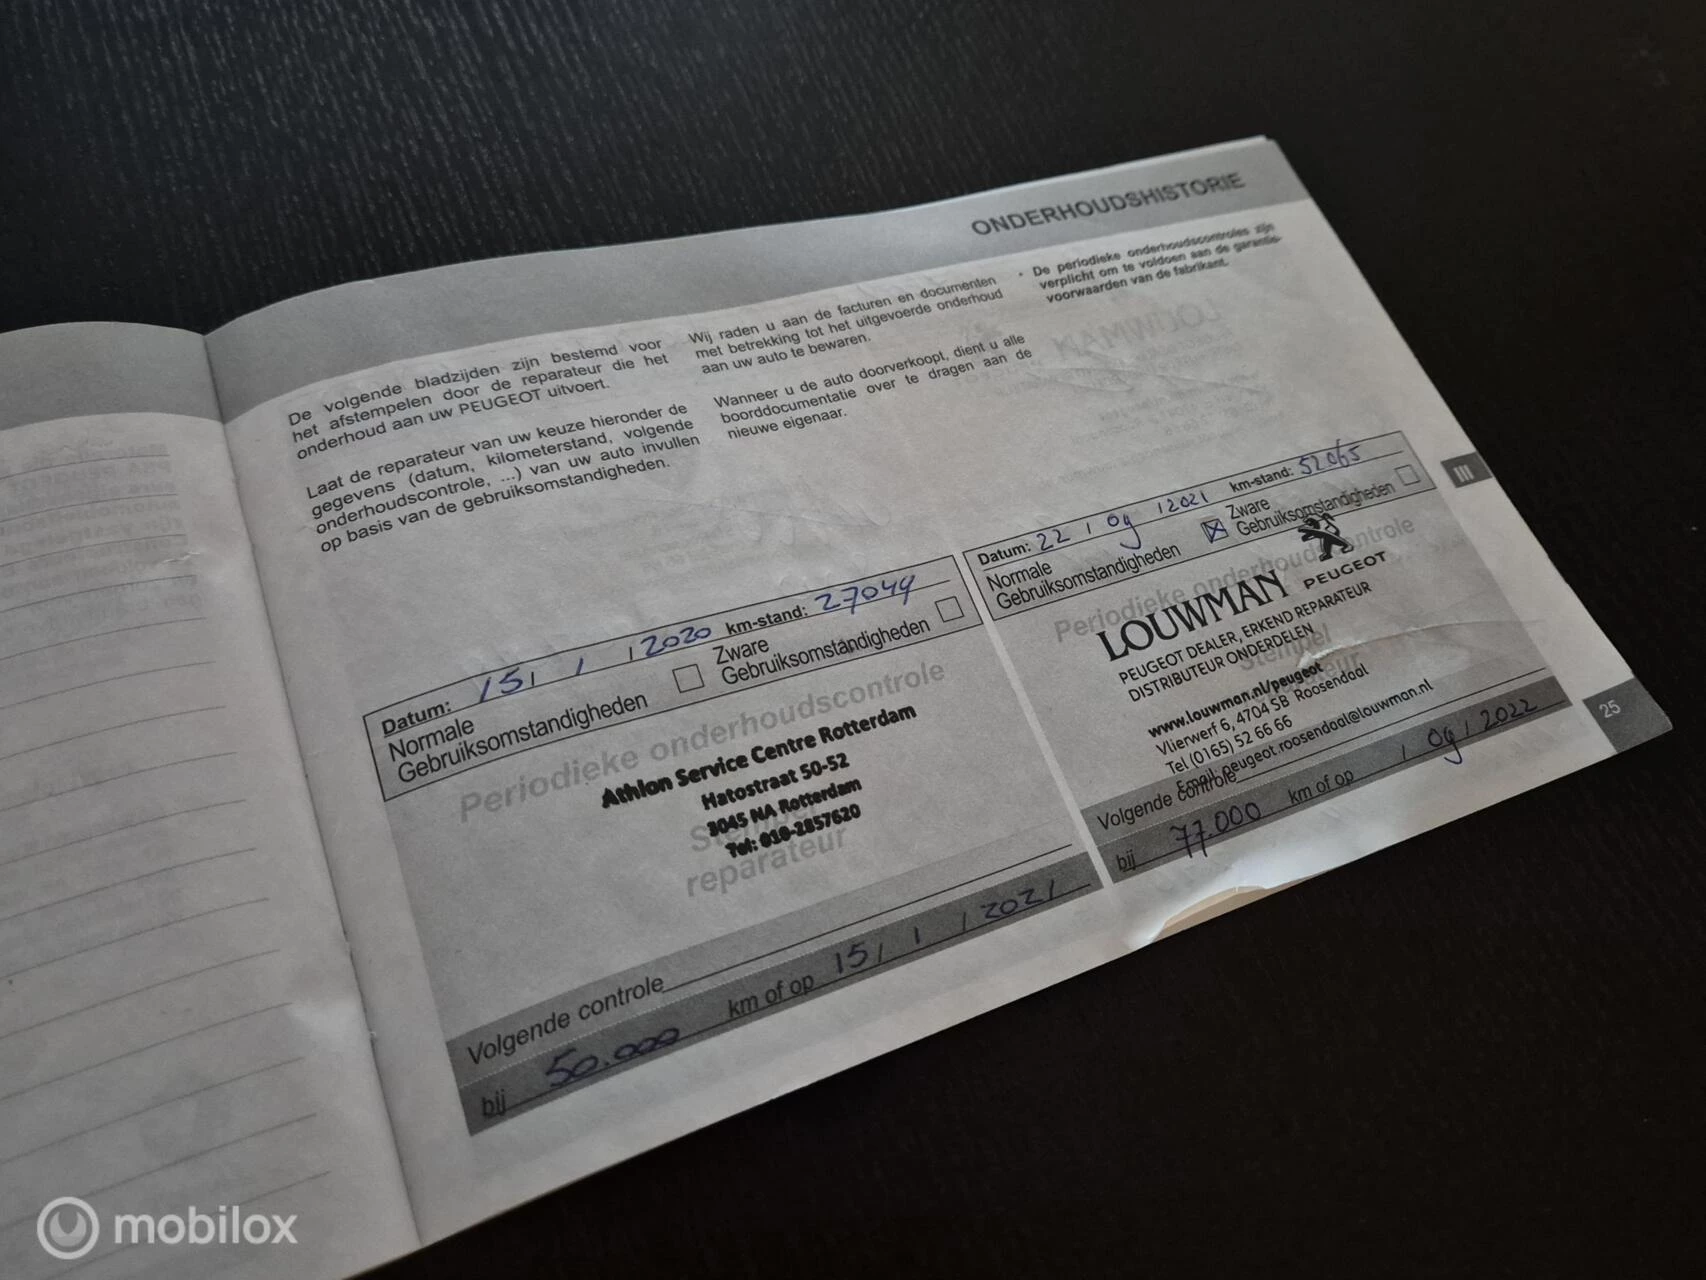 ONDERHOUDSHISTORIE
De volgende bladzijden zijn bestemd voor
het afstempelen door de reparateur die het
onderhoud aan uw PEUGEOT uitvoert.
Laat de reparateur van uw keuze hieronder de
gegevens (datum, kilometerstand, volgende
onderhoudscontrole, ...) van uw auto invullen
op basis van de gebruiksomstandigheden.
Wij raden u aan de facturen en documenten
met betrekking tot het uitgevoerde onderhoud
aan uw auto te bewaren.
Wanneer u de auto doorverkoopt, dient u alle
boorddocumentatie over te dragen aan de
nieuwe eigenaar.
• De periodieke onderhoudscontroles zijn
verplicht om te voldoen aan de garantie-
voorwaarden van de fabrikant.
Datum: 15 / 1 / 2020 km-stand: 27049
Normale
Gebruiksomstandigheden
Zware
Gebruiksomstandigheden
Periodieke onderhoudscontrole
Stempel
reparateur
Athlon Service Centre Rotterdam
Hatostraat 50-52
3045 NA Rotterdam
Tel: 010-2857620
Volgende controle
bij 50.000 km of op 15 / 1 / 2021
Datum: 22 / 09 / 2021 km-stand: 52065
Normale
Gebruiksomstandigheden
Zware
Gebruiksomstandigheden
Periodieke onderhoudscontrole
Stempel
reparateur
LOUWMAN PEUGEOT
PEUGEOT DEALER, ERKEND REPARATEUR
DISTRIBUTEUR ONDERDELEN
www.louwman.nl/peugeot
Vlierwerf 6, 4704 SB Roosendaal
Tel (0165) 52 66 66
Email: peugeot.roosendaal@louwman.nl
Volgende controle
bij 77.000 km of op / 09 / 2022
III
25
mobilox